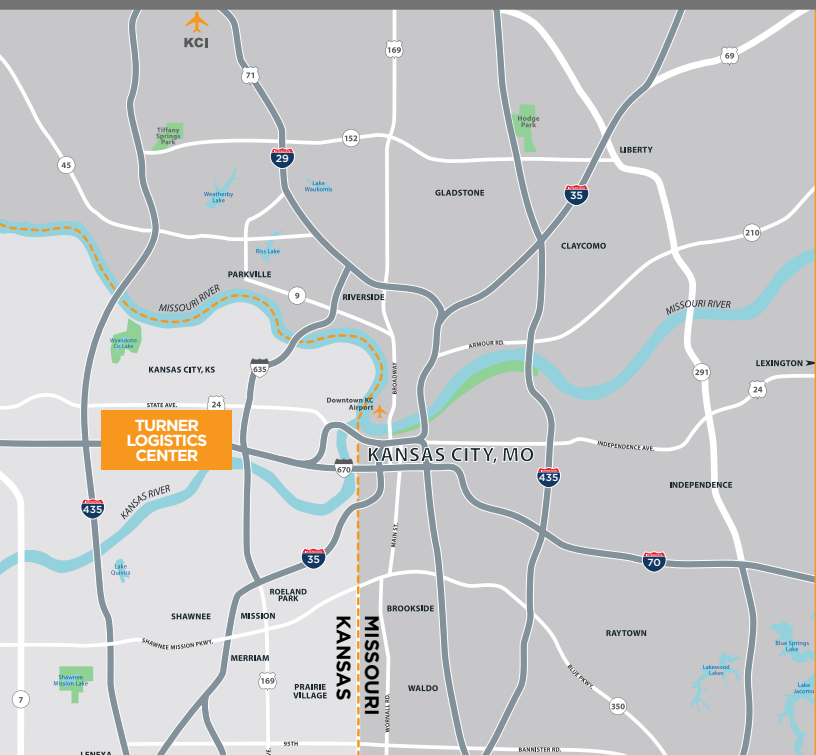 KCI
169
69
71
Tiffany
Springs
Park
Hodge
Park
152
LIBERTY
29
45
Weatherby
Lake
Lake
Waukomis
GLADSTONE
35
210
CLAYCOMO
Riss Lake
PARKVILLE
MISSOURI RIVER
9
RIVERSIDE
MISSOURI RIVER
Wyandotte
Co. Lake
ARMOUR RD.
KANSAS CITY, KS
635
BROADWAY
291
LEXINGTON
24
STATE AVE.
24
Downtown KC
Airport
TURNER
LOGISTICS
CENTER
INDEPENDENCE AVE.
KANSAS CITY, MO
670
435
INDEPENDENCE
KANSAS RIVER
435
MAIN ST.
35
70
Lake
Quivira
ROELAND
PARK
BROOKSIDE
SHAWNEE
MISSION
KANSAS
MISSOURI
RAYTOWN
SHAWNEE MISSION PKWY.
Blue Springs
Lake
MERRIAM
BLUE PKWY.
Lakewood
Lakes
Shawnee
Mission Lake
169
PRAIRIE
VILLAGE
WALDO
Lake
Jacomo
7
WORNALL RD.
350
95TH
BANNISTER RD.
VE.
LENEXA